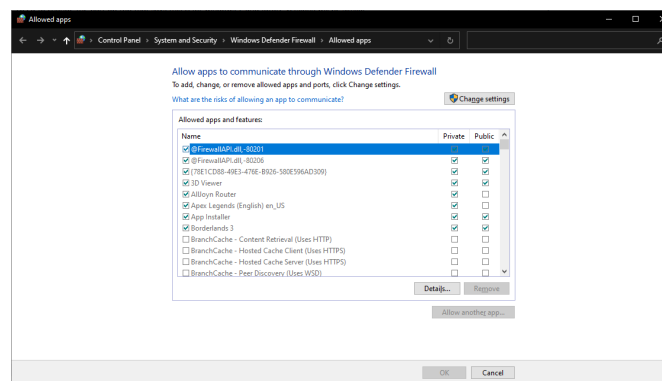 Allowed apps
Control Panel > System and Security > Windows Defender Firewall > Allowed apps
Allow apps to communicate through Windows Defender Firewall
To add, change, or remove allowed apps and ports, click Change settings.
What are the risks of allowing an app to communicate?
Change settings
Allowed apps and features:
Name Private Public
@FirewallAPI.dll,-80201
@FirewallAPI.dll,-80206
{78E1CD88-49E3-476E-B926-580E596AD309}
3D Viewer
AllJoyn Router
Apex Legends (English) en_US
App Installer
Borderlands 3
BranchCache - Content Retrieval (Uses HTTP)
BranchCache - Hosted Cache Client (Uses HTTPS)
BranchCache - Hosted Cache Server (Uses HTTPS)
BranchCache - Peer Discovery (Uses WSD)
Details... Remove
Allow another app...
OK Cancel